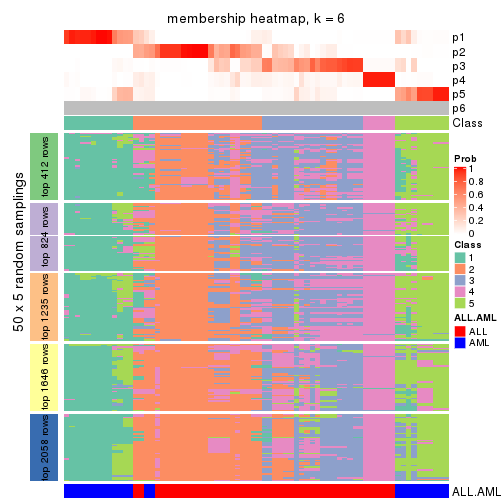 membership heatmap, k = 6
p1
p2
p3
p4
p5
p6
Class
50 x 5 random samplings
top 412 rows
top 824 rows
top 1235 rows
top 1646 rows
top 2058 rows
Prob
1
0.8
0.6
0.4
0.2
0
Class
1
2
3
4
5
ALL.AML
ALL
AML
ALL.AML